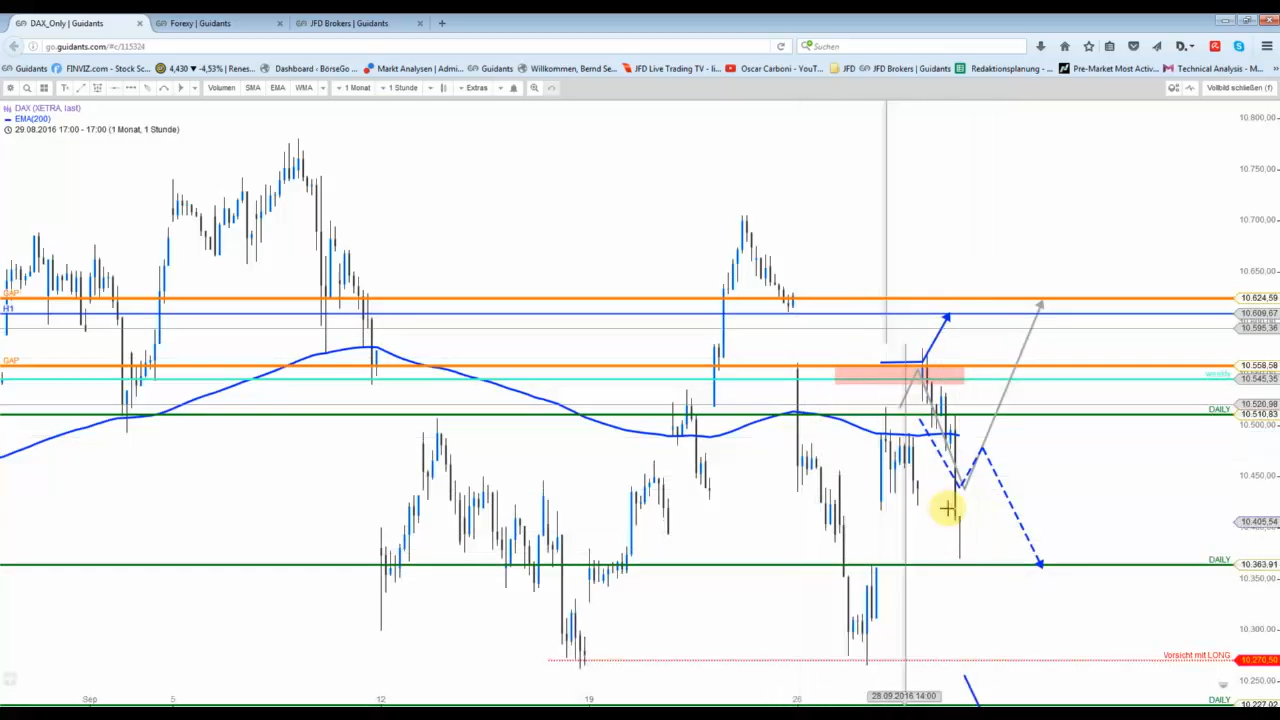 DAX_Only | Guidants
Forexy | Guidants
JFD Brokers | Guidants
go.guidants.com/#c/115324
Suchen
Guidants
FINVIZ.com - Stock Sc...
4,430 ▾ -4,53% | Renes...
Dashboard ‹ BörseGo ...
Markt Analysen | Admi...
Guidants
Willkommen, Bernd Se...
JFD Live Trading TV - li...
Oscar Carboni - YouT...
JFD
JFD Brokers | Guidants
Redaktionsplanung - ...
Pre-Market Most Activ...
Technical Analysis - M...
Volumen
SMA
EMA
WMA
1 Monat
1 Stunde
Extras
Vollbild schließen (f)
DAX (XETRA, last)
EMA(200)
29.08.2016 17:00 - 17:00 (1 Monat, 1 Stunde)
10.800,00
10.750,00
10.700,00
10.650,00
GAP
10.624,59
H1
10.609,67
10.595,36
GAP
10.558,58
weekly
10.545,35
10.520,98
DAILY
10.510,83
10.500,00
10.450,00
10.405,54
DAILY
10.363,91
10.350,00
10.300,00
Vorsicht mit LONG
10.270,50
10.250,00
Sep
5
12
19
26
28.09.2016 14:00
DAILY
10.227,02